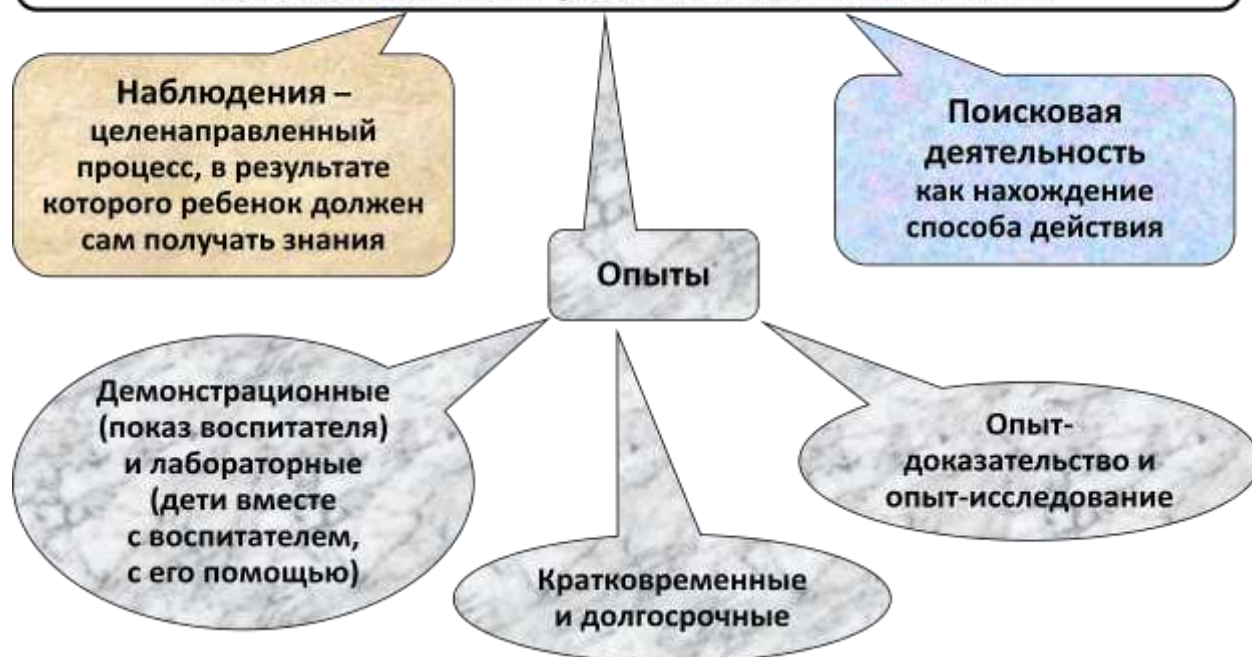 Наблюдения –
целенаправленный
процесс, в результате
которого ребенок должен
сам получать знания
Поисковая
деятельность
как нахождение
способа действия
Опыты
Демонстрационные
(показ воспитателя)
и лабораторные
(дети вместе
с воспитателем,
с его помощью)
Кратковременные
и долгосрочные
Опыт-
доказательство и
опыт-исследование